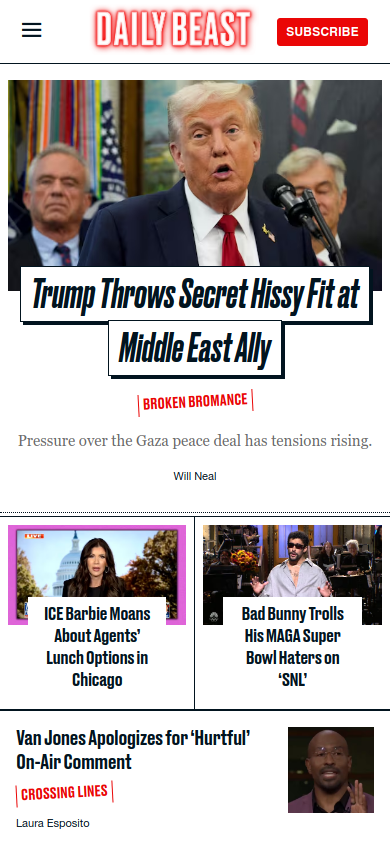 DAILY BEAST
SUBSCRIBE
Trump Throws Secret Hissy Fit at
Middle East Ally
BROKEN BROMANCE
Pressure over the Gaza peace deal has tensions rising.
Will Neal
LIVE
ICE Barbie Moans
About Agents'
Lunch Options in
Chicago
Bad Bunny Trolls
His MAGA Super
Bowl Haters on
‘SNL’
Van Jones Apologizes for ‘Hurtful’
On-Air Comment
CROSSING LINES
Laura Esposito